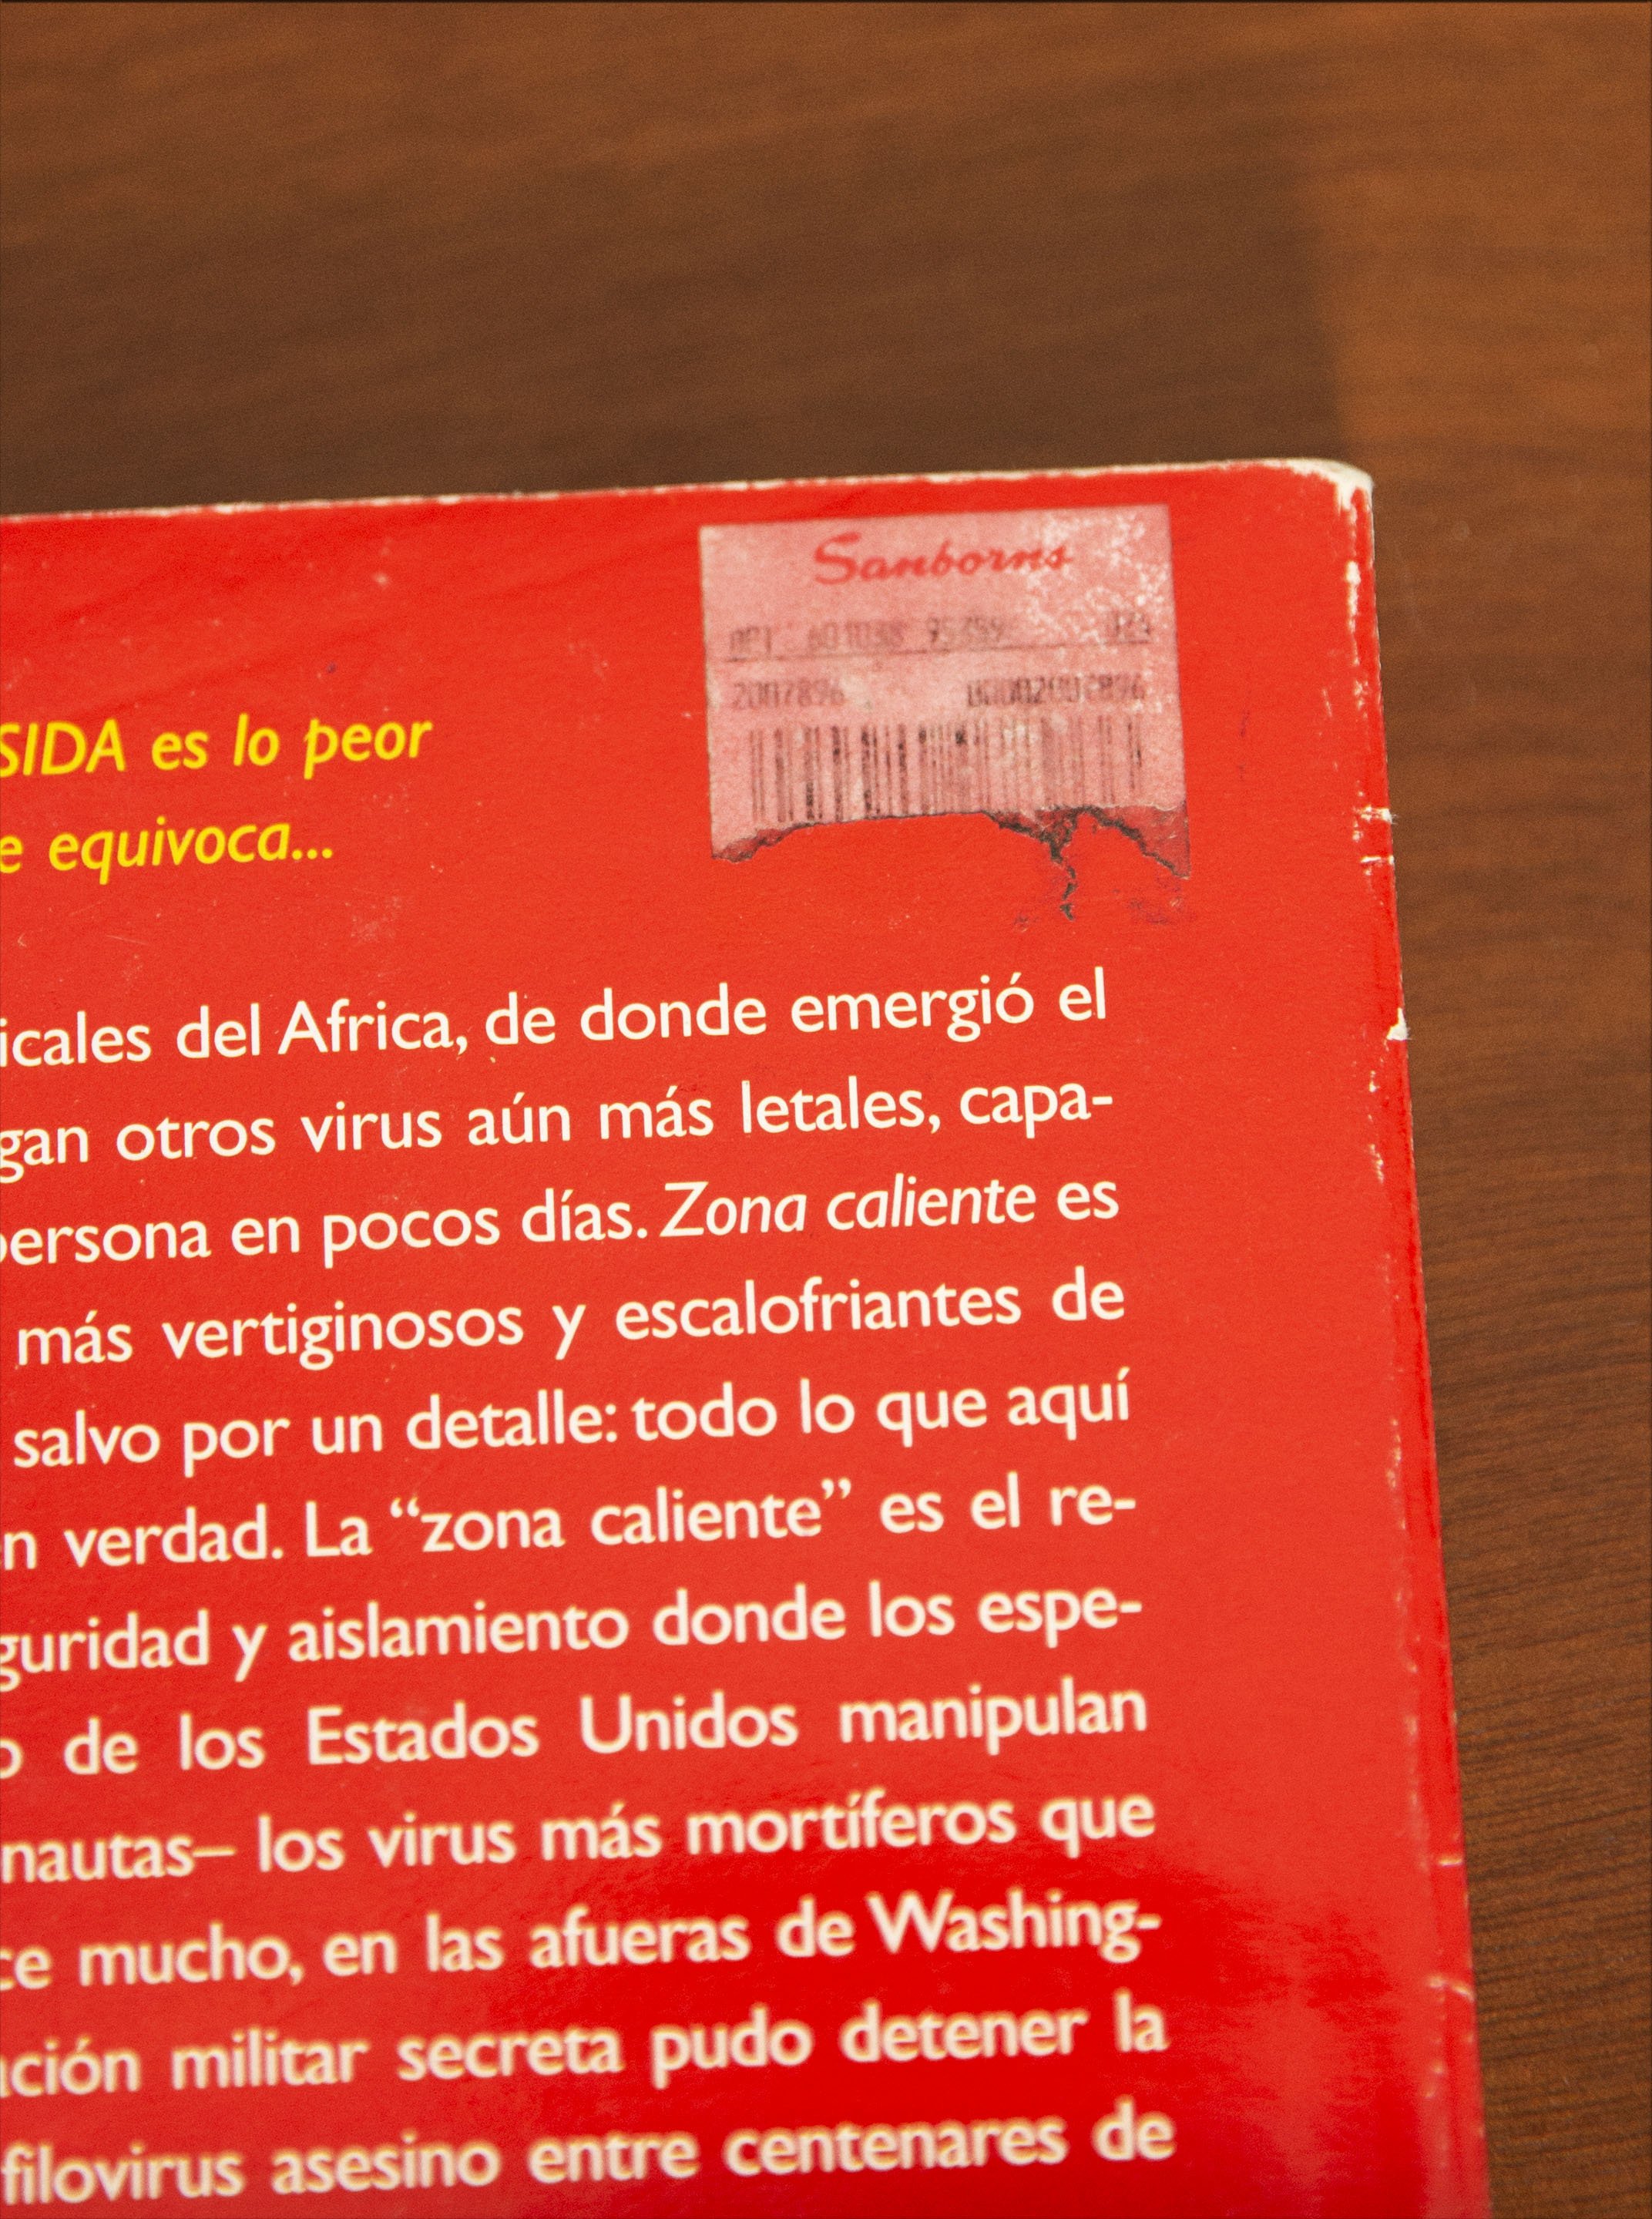 Sanborns
2007896 00002007896
SIDA es lo peor
e equivoca...
icales del Africa, de donde emergió el
gan otros virus aún más letales, capa-
persona en pocos días. Zona caliente es
más vertiginosos y escalofriantes de
salvo por un detalle: todo lo que aquí
n verdad. La “zona caliente” es el re-
guridad y aislamiento donde los espe-
o de los Estados Unidos manipulan
nautas– los virus más mortíferos que
ce mucho, en las afueras de Washing-
ación militar secreta pudo detener la
filovirus asesino entre centenares de